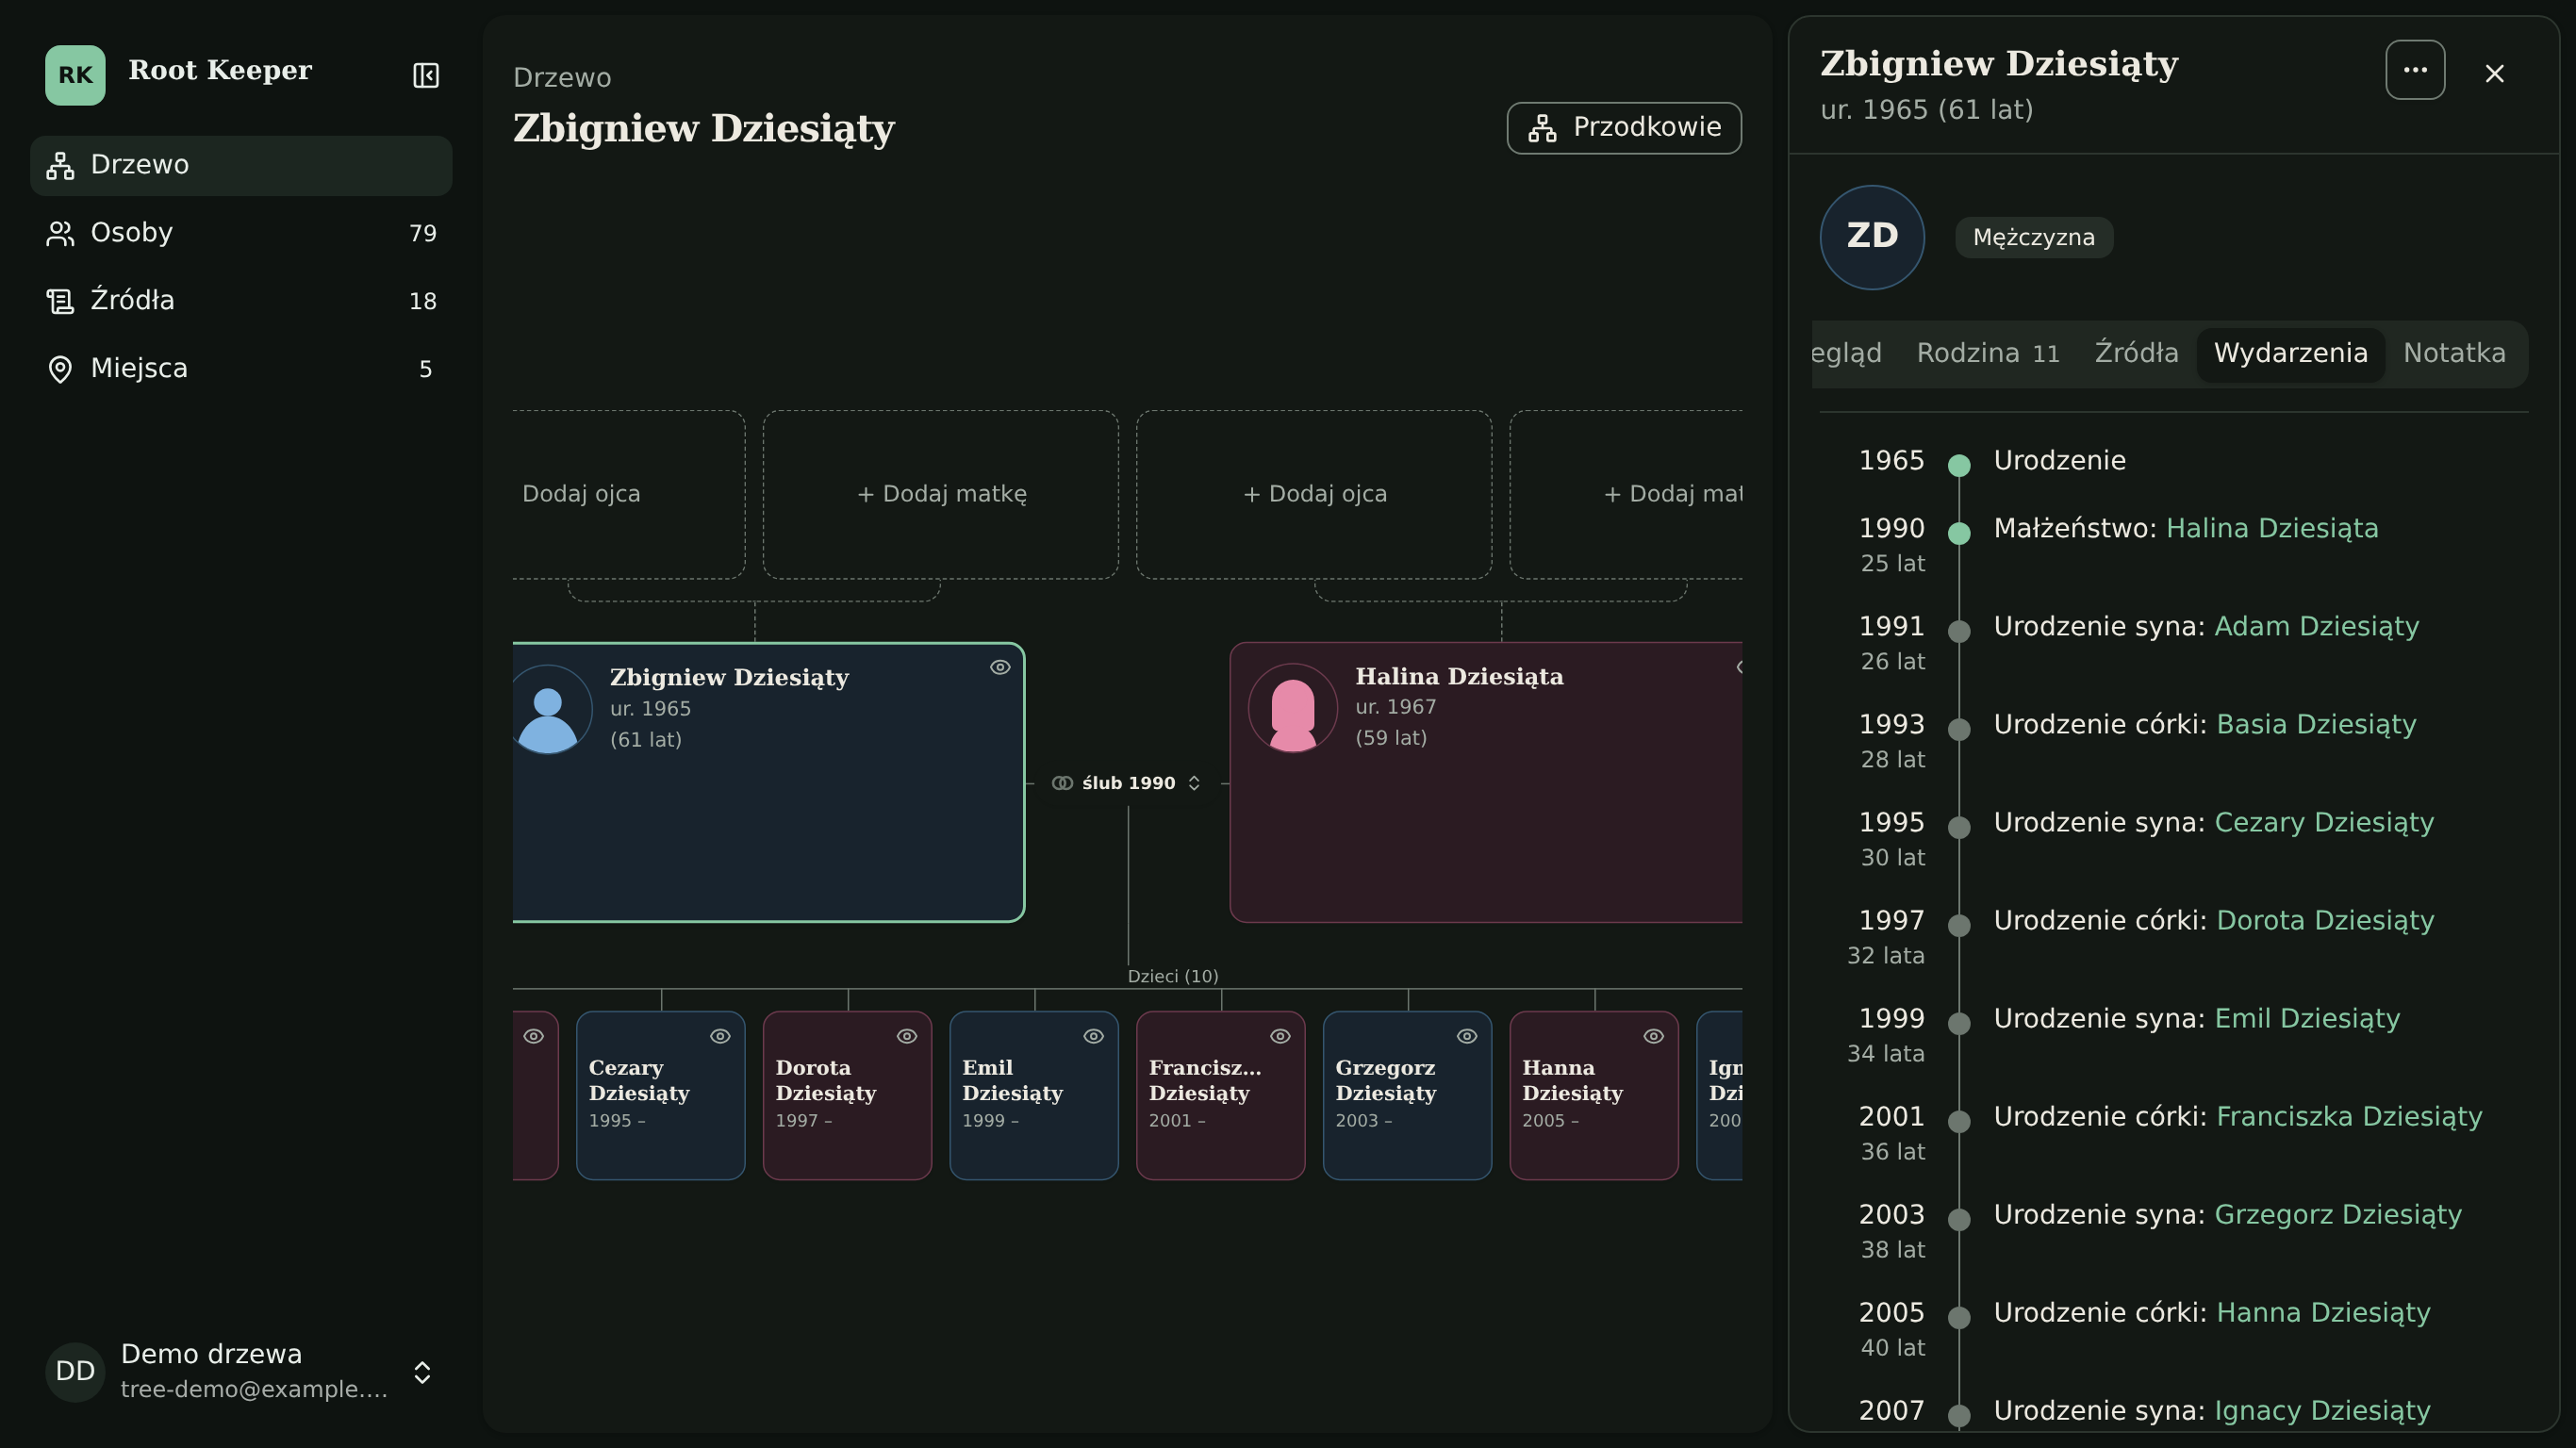 RK
Root Keeper
Drzewo
Osoby 79
Źródła 18
Miejsca 5
DD
Demo drzewa
tree-demo@example....
Drzewo
Zbigniew Dziesiąty
Przodkowie
Dodaj ojca
+ Dodaj matkę
+ Dodaj ojca
+ Dodaj mat
Zbigniew Dziesiąty
ur. 1965
(61 lat)
ślub 1990
Halina Dziesiąta
ur. 1967
(59 lat)
Dzieci (10)
Cezary
Dziesiąty
1995 –
Dorota
Dziesiąty
1997 –
Emil
Dziesiąty
1999 –
Francisz...
Dziesiąty
2001 –
Grzegorz
Dziesiąty
2003 –
Hanna
Dziesiąty
2005 –
Ign
Dzi
200
Zbigniew Dziesiąty
ur. 1965 (61 lat)
ZD
Mężczyzna
egląd Rodzina 11 Źródła Wydarzenia Notatka
1965 Urodzenie
1990 Małżeństwo: Halina Dziesiąta
25 lat
1991 Urodzenie syna: Adam Dziesiąty
26 lat
1993 Urodzenie córki: Basia Dziesiąty
28 lat
1995 Urodzenie syna: Cezary Dziesiąty
30 lat
1997 Urodzenie córki: Dorota Dziesiąty
32 lata
1999 Urodzenie syna: Emil Dziesiąty
34 lata
2001 Urodzenie córki: Franciszka Dziesiąty
36 lat
2003 Urodzenie syna: Grzegorz Dziesiąty
38 lat
2005 Urodzenie córki: Hanna Dziesiąty
40 lat
2007 Urodzenie syna: Ignacy Dziesiąty